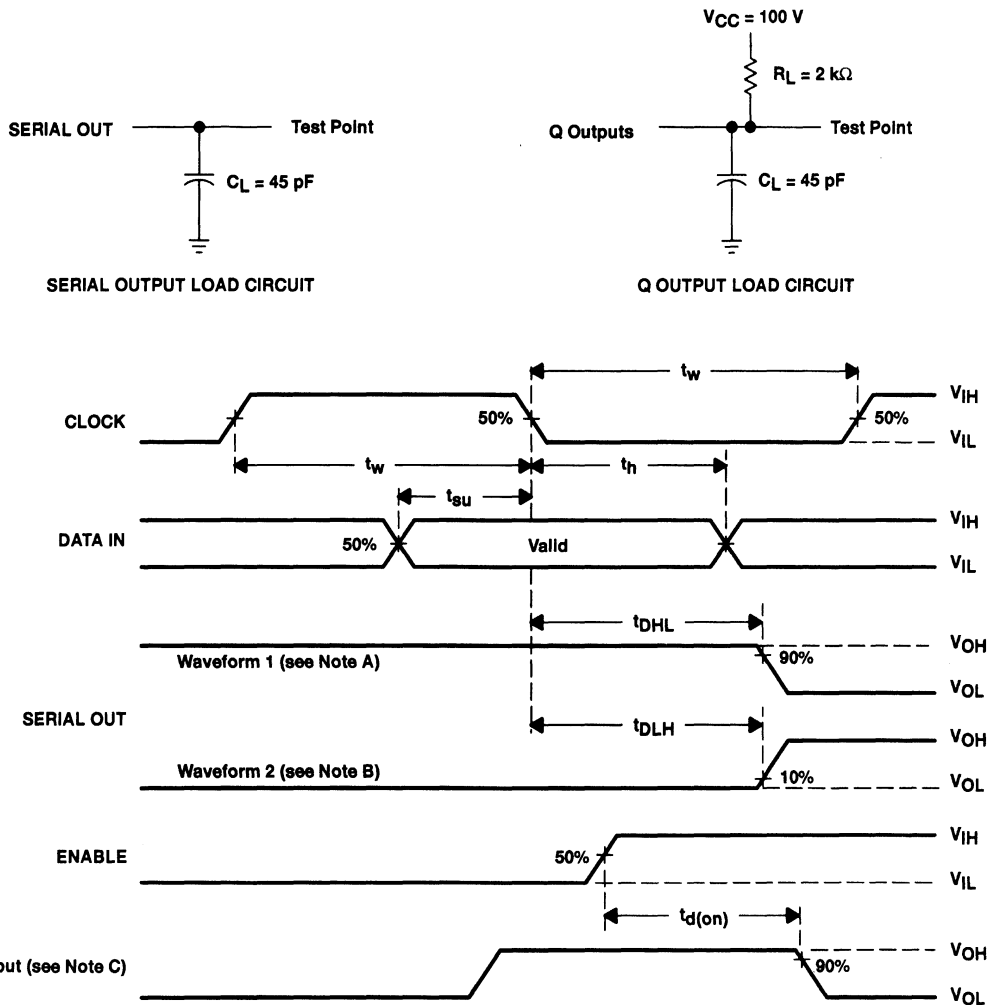 VCC = 100 V
RL = 2 kΩ
SERIAL OUT
Test Point
CL = 45 pF
Q Outputs
Test Point
CL = 45 pF
SERIAL OUTPUT LOAD CIRCUIT
Q OUTPUT LOAD CIRCUIT
tw
CLOCK
50%
50%
VIH
VIL
tw
th
tsu
DATA IN
50%
Valid
VIH
VIL
tDHL
Waveform 1 (see Note A)
90%
VOH
VOL
SERIAL OUT
tDLH
Waveform 2 (see Note B)
10%
VOH
VOL
ENABLE
50%
VIH
VIL
td(on)
(see Note C)
90%
VOH
VOL